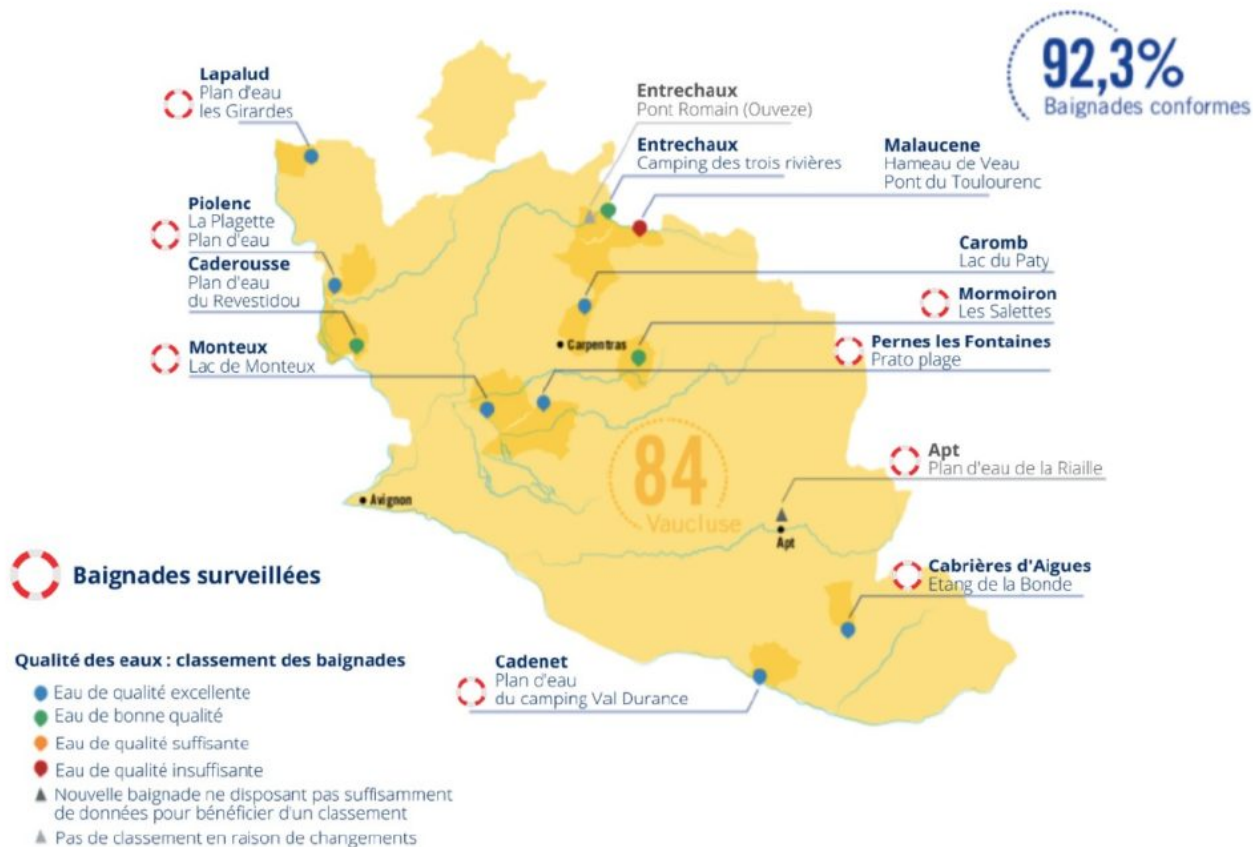 92,3%
Baignades conformes
Lapalud
Plan d'eau
les Girardes
Entrechaux
Pont Romain (Ouveze)
Entrechaux
Camping des trois rivières
Malaucene
Hameau de Veau
Pont du Toulourenc
Piolenc
La Plagette
Plan d'eau
Caderousse
Plan d'eau
du Revestidou
Caromb
Lac du Paty
Mormoiron
Les Salettes
Monteux
Lac de Monteux
Carpentras
Pernes les Fontaines
Prato plage
84
Vaucluse
Apt
Plan d'eau de la Riaille
Avignon
Apt
Baignades surveillées
Cabrières d'Aigues
Etang de la Bonde
Cadenet
Plan d'eau
du camping Val Durance
Qualité des eaux : classement des baignades
Eau de qualité excellente
Eau de bonne qualité
Eau de qualité suffisante
Eau de qualité insuffisante
Nouvelle baignade ne disposant pas suffisamment
de données pour bénéficier d'un classement
Pas de classement en raison de changements